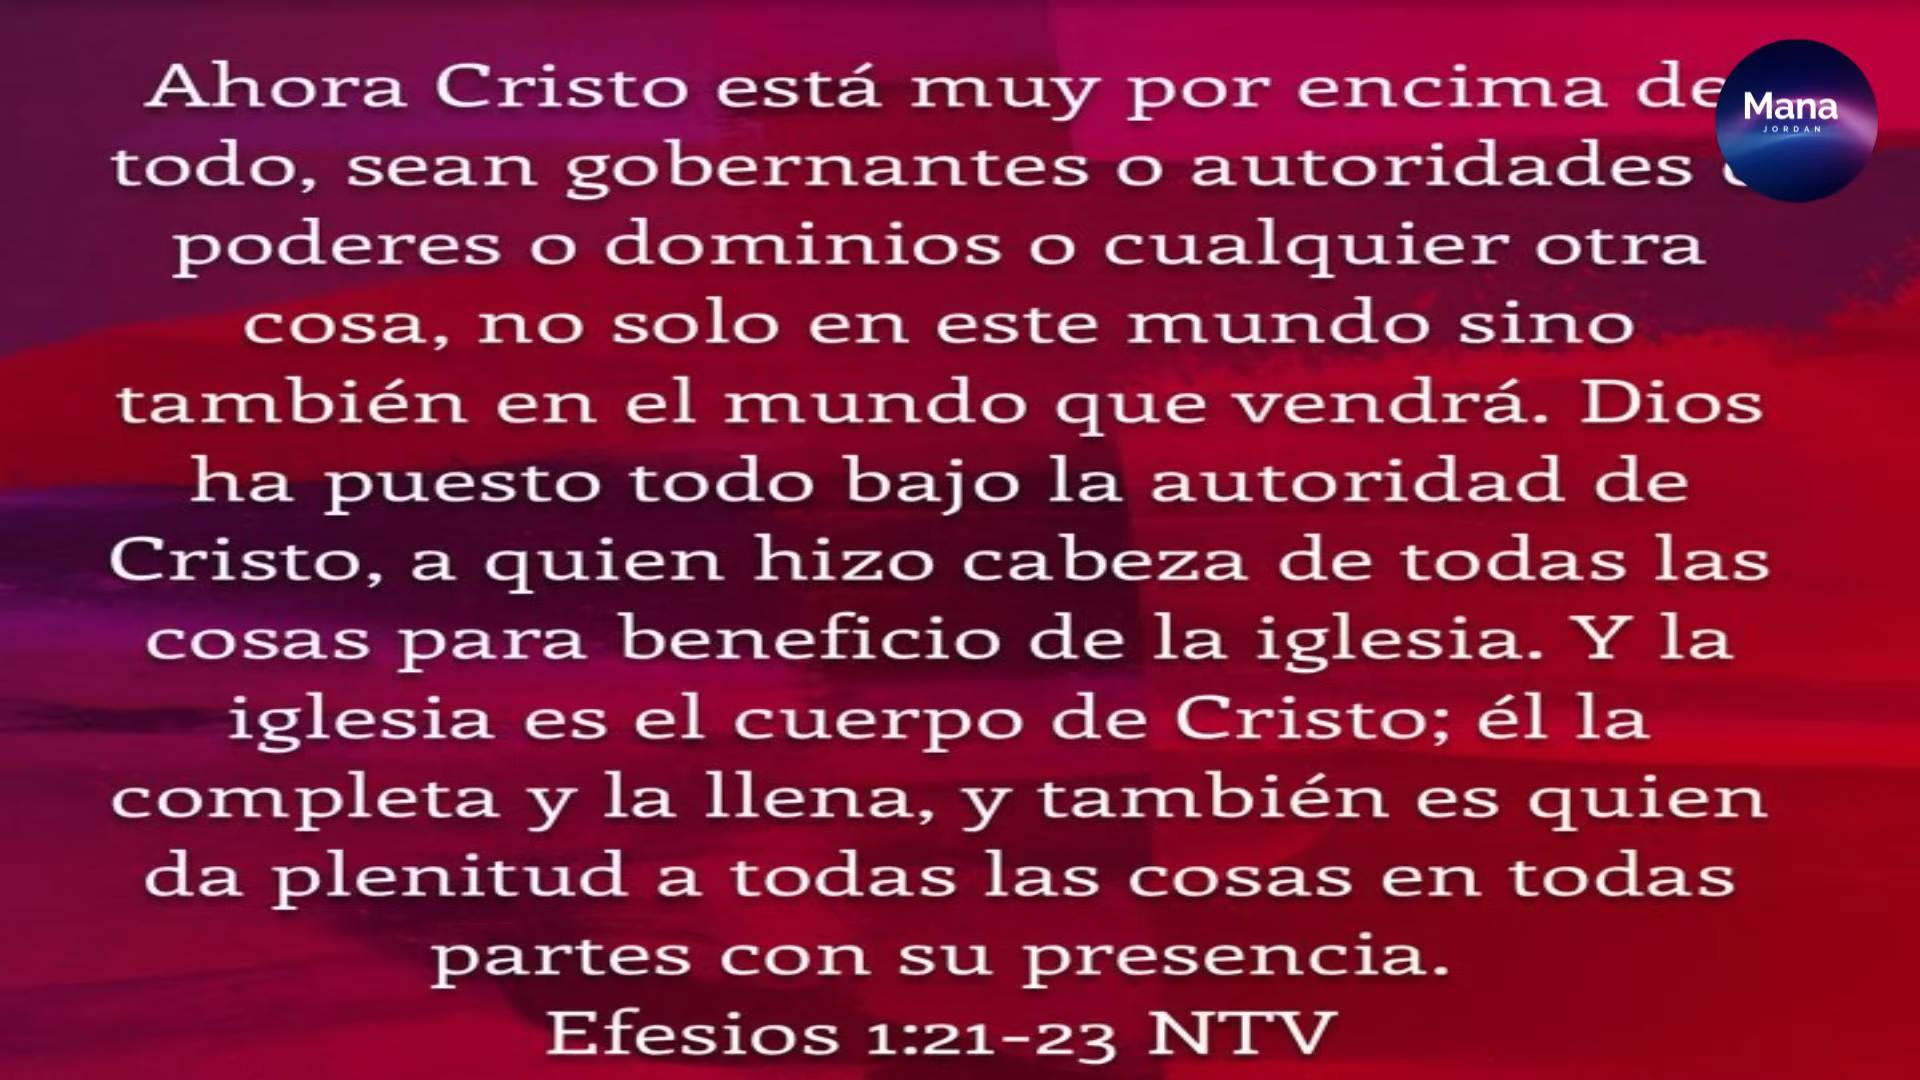 Ahora Cristo está muy por encima de
todo, sean gobernantes o autoridades
poderes o dominios o cualquier otra
cosa, no solo en este mundo sino
también en el mundo que vendrá. Dios
ha puesto todo bajo la autoridad de
Cristo, a quien hizo cabeza de todas las
cosas para beneficio de la iglesia. Y la
iglesia es el cuerpo de Cristo; él la
completa y la llena, y también es quien
da plenitud a todas las cosas en todas
partes con su presencia.
Efesios 1:21-23 NTV
Mana
JORDAN